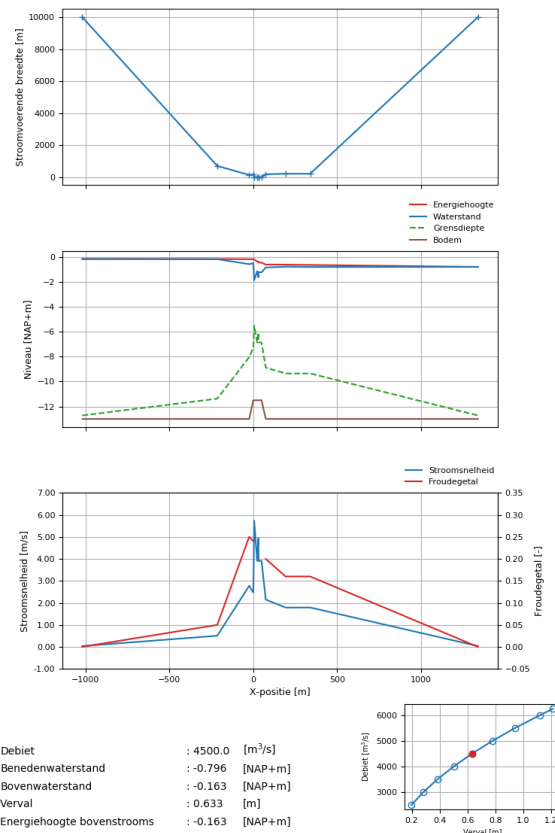 10000
8000
6000
4000
2000
0
Stroomvoerende breedte [m]
Energiehoogte
Waterstand
Grensdiepte
Bodem
0
−2
−4
−6
−8
−10
−12
Niveau [NAP+m]
Stroomsnelheid
Froudegetal
7.00
6.00
5.00
4.00
3.00
2.00
1.00
0.00
-1.00
Stroomsnelheid [m/s]
0.35
0.30
0.25
0.20
0.15
0.10
0.05
0.00
−0.05
Froudegetal [-]
−1000 −500 0 500 1000
X-positie [m]
Debiet : 4500.0 [m³/s]
Benedenwaterstand : -0.796 [NAP+m]
Bovenwaterstand : -0.163 [NAP+m]
Verval : 0.633 [m]
Energiehoogte bovenstrooms : -0.163 [NAP+m]
6000
5000
4000
3000
Debiet [m³/s]
0.2 0.4 0.6 0.8 1.0 1.2
Verval [m]